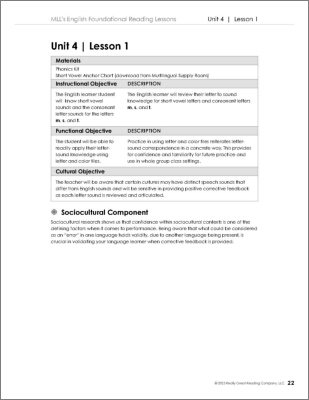 MLL's English Foundational Reading Lessons Unit 4 | Lesson 1
Unit 4 | Lesson 1
Materials
Phonics Kit
Short Vowel Anchor Chart (download from Multilingual Supply Room)
Instructional Objective DESCRIPTION
The English learner student The English learner will review their letter to sound
will know short vowel knowledge for short vowel letters and consonant letters
sounds and the consonant m, s, and t.
letter sounds for the letters
m, s, and t.
Functional Objective DESCRIPTION
The student will be able to Practice in using letter and color tiles reiterates letter-
readily apply their letter- sound correspondence in a concrete way. This provides
sound knowledge using for confidence and familiarity for future practice and
letter and color tiles. use in whole group class settings.
Cultural Objective
The teacher will be aware that certain cultures may have distinct speech sounds that
differ from English sounds and will be sensitive in providing positive corrective feedback
as each letter sound is reviewed and articulated.
Sociocultural Component
Sociocultural research shows us that confidence within sociocultural contexts is one of the
defining factors when it comes to performance. Being aware that what could be considered
as an "error" in one language holds validity, due to another language being present, is
crucial in validating your language learner when corrective feedback is provided.
©2022 Really Great Reading Company, LLC 22